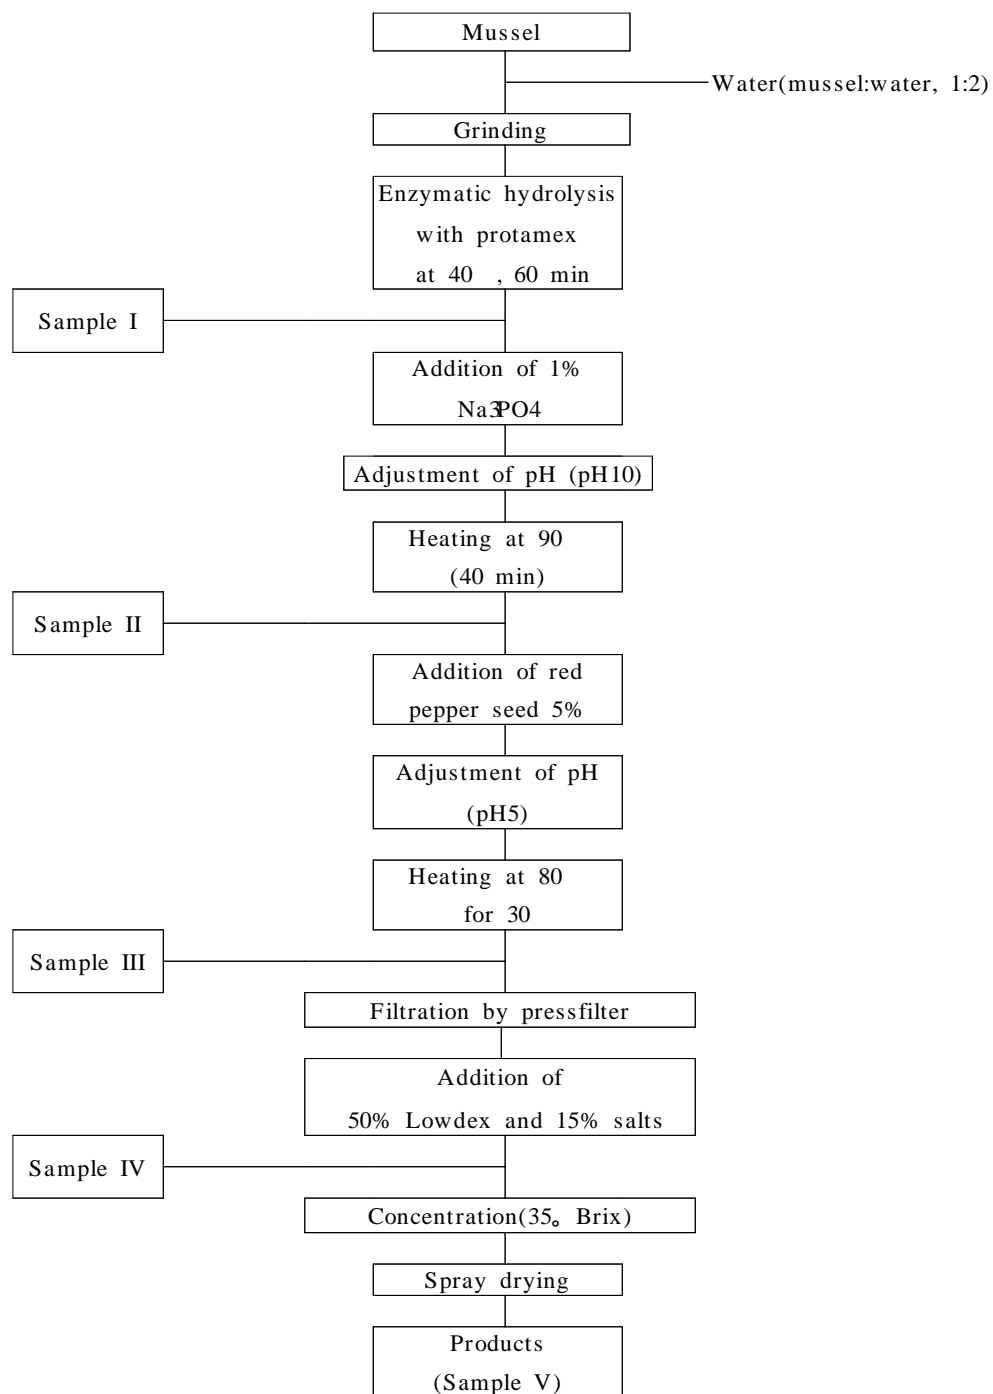 Mussel
Water(mussel:water, 1:2)
Grinding
Enzymatic hydrolysis
with protamex
at 40 , 60 min
Sample I
Addition of 1%
Na3PO4
Adjustment of pH (pH10)
Heating at 90
(40 min)
Sample II
Addition of red
pepper seed 5%
Adjustment of pH
(pH5)
Heating at 80
for 30
Sample III
Filtration by pressfilter
Addition of
50% Lowdex and 15% salts
Sample IV
Concentration(35。 Brix)
Spray drying
Products
(Sample V)